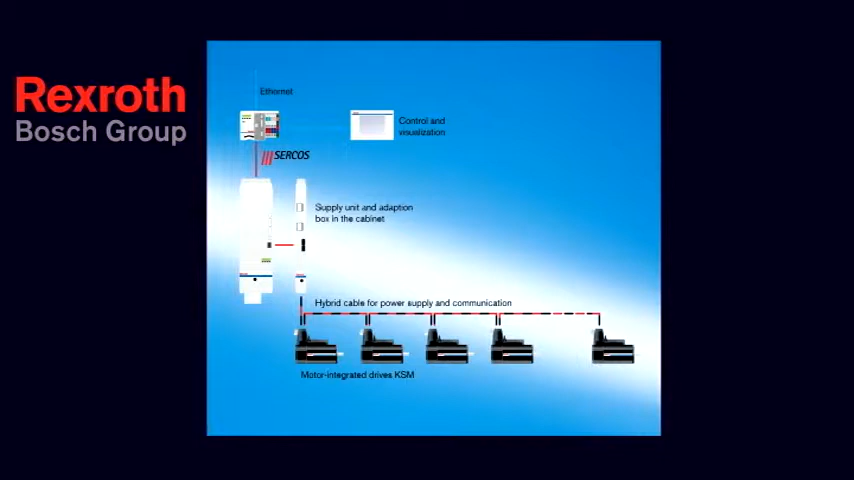 Rexroth
Bosch Group
Ethernet
Control and
visualization
SERCOS
Supply unit and adaption
box in the cabinet
Hybrid cable for power supply and communication
Motor-integrated drives KSM